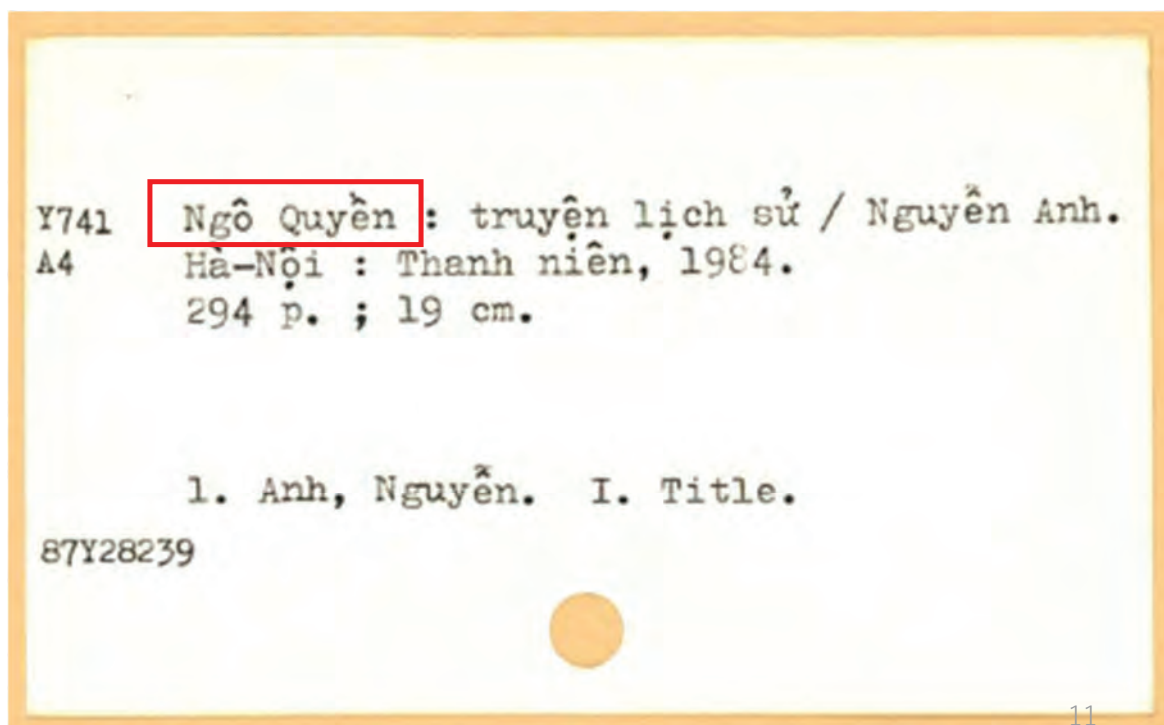 Y741 Ngô Quyền : truyện lịch sử / Nguyễn Anh.
A4 Hà-Nội : Thanh niên, 1984.
294 p. ; 19 cm.
1. Anh, Nguyễn. I. Title.
87Y28239
11